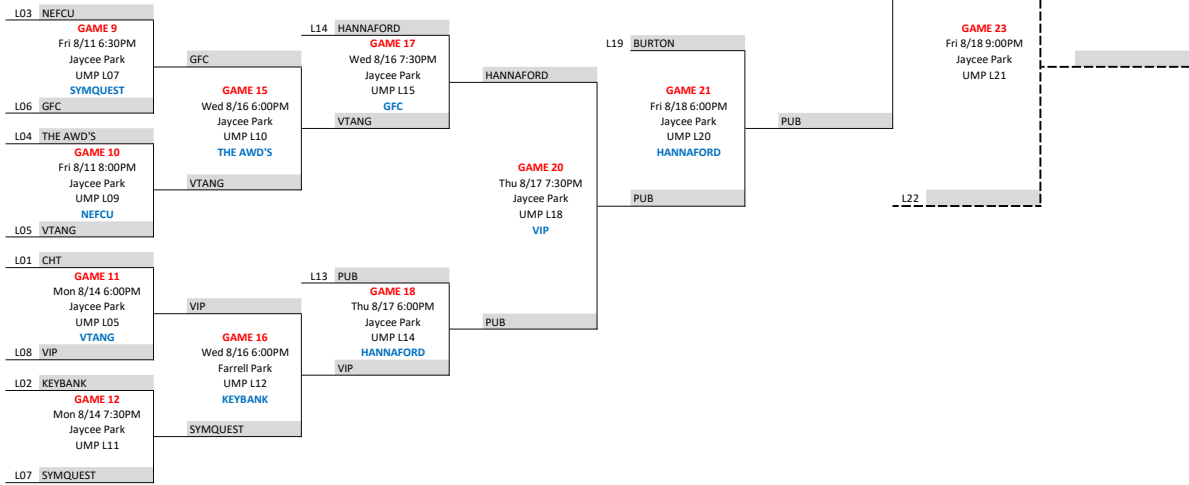 L03 NEFCU
GAME 9
Fri 8/11 6:30PM
Jaycee Park
UMP L07
SYMQUEST
L06 GFC
L04 THE AWD'S
GAME 10
Fri 8/11 8:00PM
Jaycee Park
UMP L09
NEFCU
L05 VTANG
L01 CHT
GAME 11
Mon 8/14 6:00PM
Jaycee Park
UMP L05
VTANG
L08 VIP
L02 KEYBANK
GAME 12
Mon 8/14 7:30PM
Jaycee Park
UMP L11
L07 SYMQUEST
GFC
GAME 15
Wed 8/16 6:00PM
Jaycee Park
UMP L10
THE AWD'S
VTANG
VIP
GAME 16
Wed 8/16 6:00PM
Farrell Park
UMP L12
KEYBANK
SYMQUEST
L14 HANNAFORD
GAME 17
Wed 8/16 7:30PM
Jaycee Park
UMP L15
GFC
VTANG
L13 PUB
GAME 18
Thu 8/17 6:00PM
Jaycee Park
UMP L14
HANNAFORD
VIP
HANNAFORD
GAME 20
Thu 8/17 7:30PM
Jaycee Park
UMP L18
VIP
PUB
L19 BURTON
GAME 21
Fri 8/18 6:00PM
Jaycee Park
UMP L20
HANNAFORD
PUB
PUB
GAME 23
Fri 8/18 9:00PM
Jaycee Park
UMP L21
L22